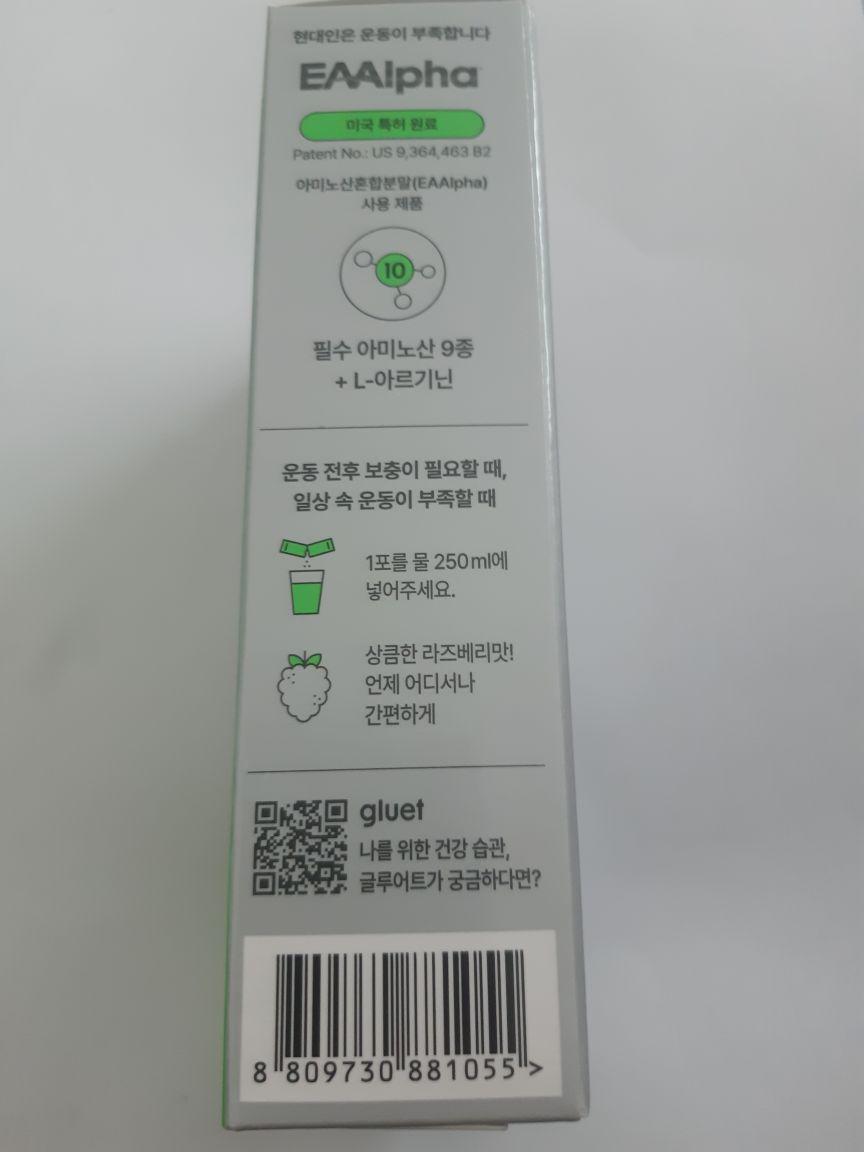 현대인은 운동이 부족합니다
EAAlpha
미국 특허 원료
Patent No.: US 9,364,463 B2
아미노산혼합분말(EAAlpha)
사용 제품
10
필수 아미노산 9종
+ L-아르기닌
운동 전후 보충이 필요할 때,
일상 속 운동이 부족할 때
1포를 물 250ml에
넣어주세요.
상큼한 라즈베리맛!
언제 어디서나
간편하게
gluet
나를 위한 건강 습관,
글루어트가 궁금하다면?
8 809730 881055 >